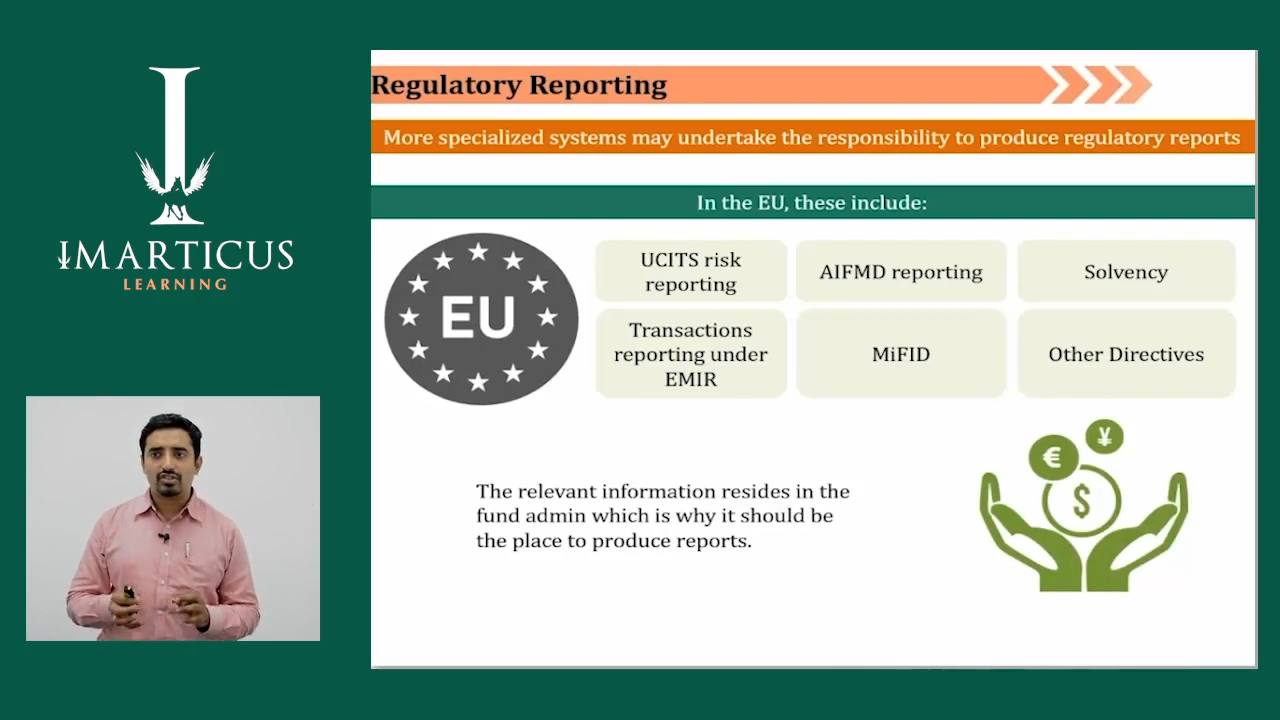 IMARTICUS
LEARNING
Regulatory Reporting
More specialized systems may undertake the responsibility to produce regulatory reports
In the EU, these include:
EU
UCITS risk
reporting
AIFMD reporting
Solvency
Transactions
reporting under
EMIR
MiFID
Other Directives
€
¥
$
The relevant information resides in the
fund admin which is why it should be
the place to produce reports.